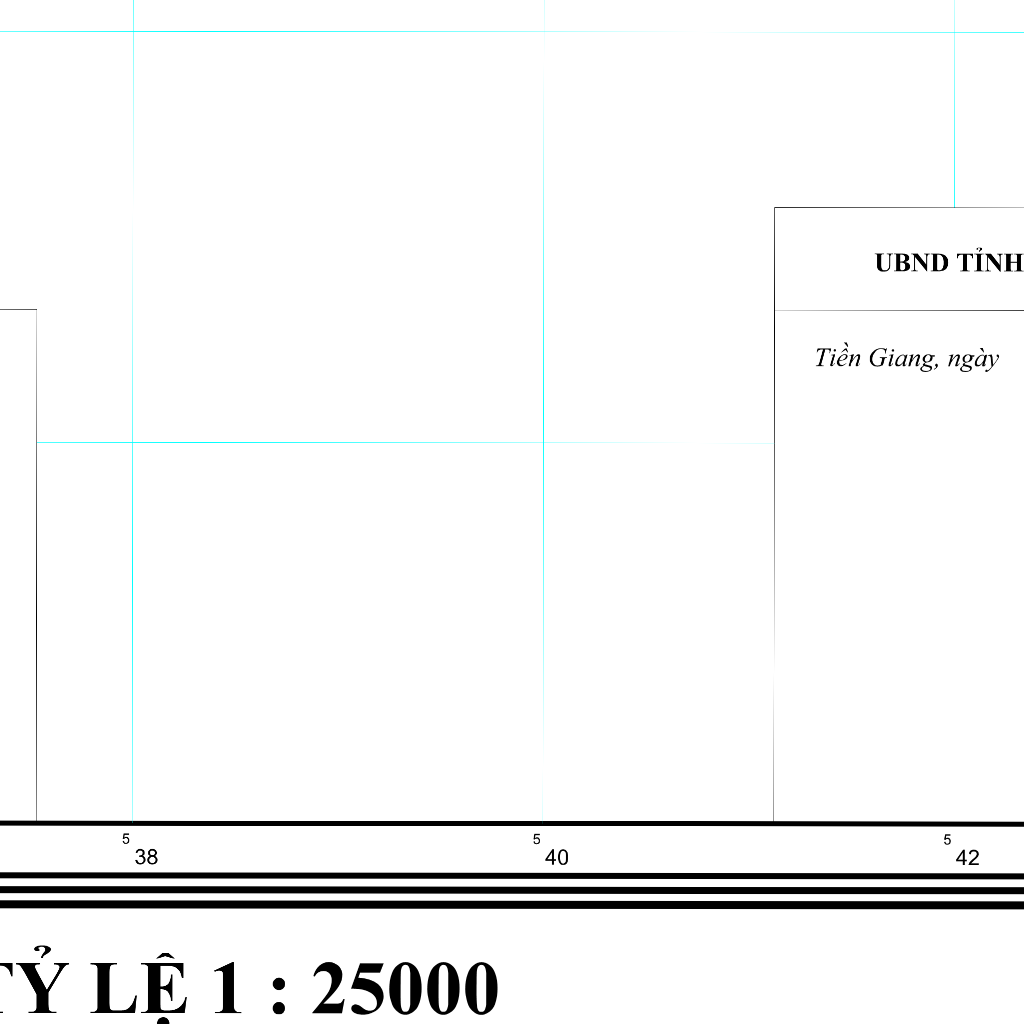 UBND TỈNH
Tiền Giang, ngày
5 38
5 40
5 42
TỶ LỆ 1 : 25000